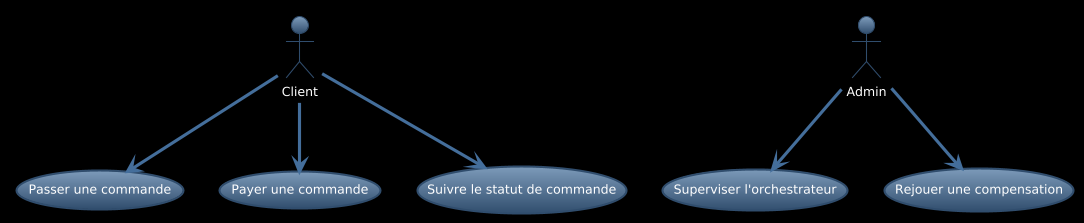 Client
Admin
Passer une commande
Payer une commande
Suivre le statut de commande
Superviser l'orchestrateur
Rejouer une compensation